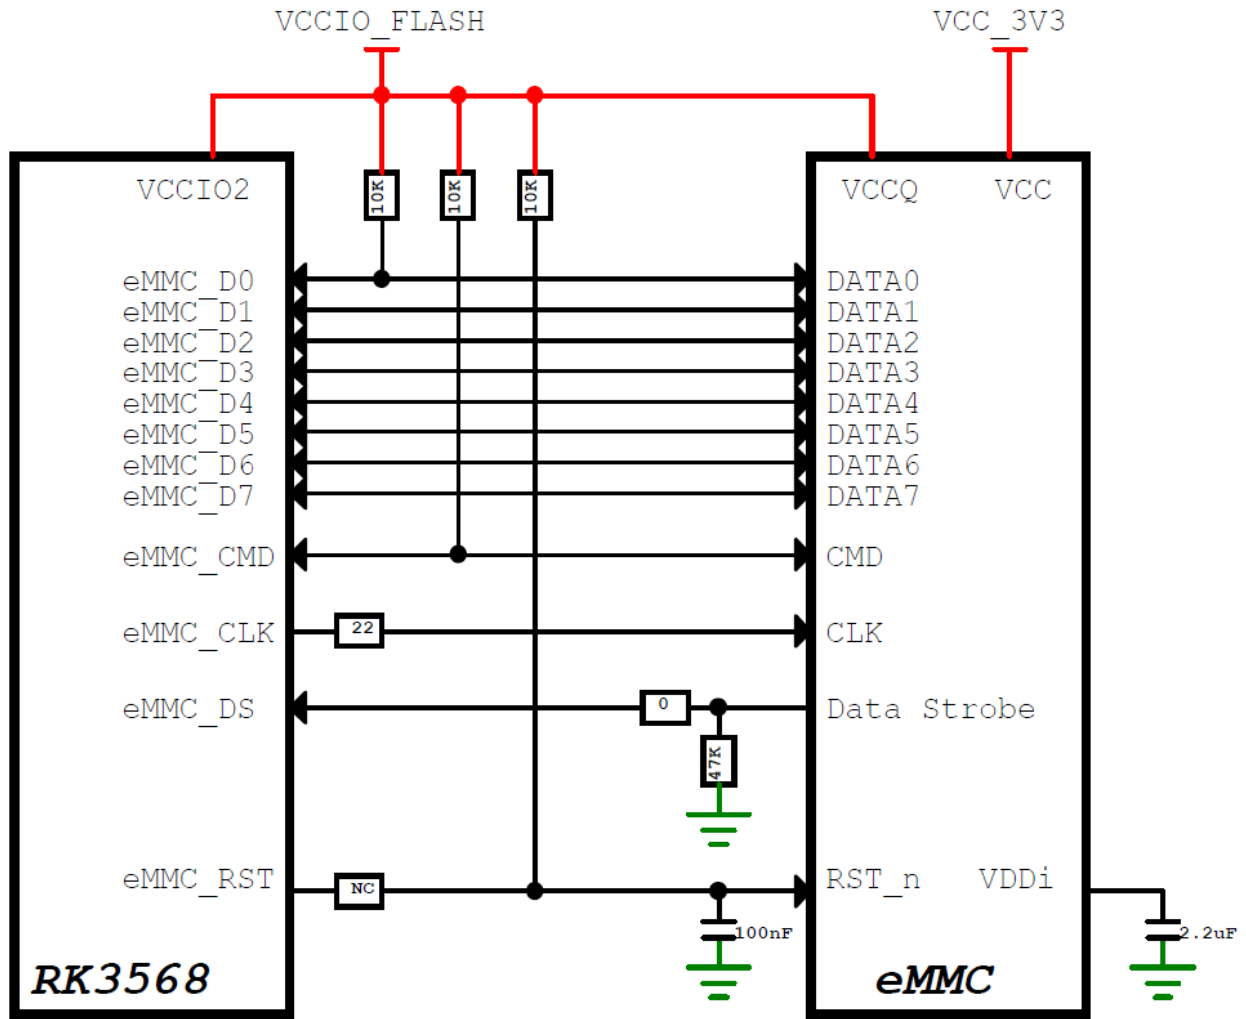 VCCIO_FLASH
VCC_3V3
VCCIO2
10K
10K
10K
VCCQ
VCC
eMMC_D0
DATA0
eMMC_D1
DATA1
eMMC_D2
DATA2
eMMC_D3
DATA3
eMMC_D4
DATA4
eMMC_D5
DATA5
eMMC_D6
DATA6
eMMC_D7
DATA7
eMMC_CMD
CMD
eMMC_CLK
22
CLK
eMMC_DS
0
Data Strobe
47K
eMMC_RST
NC
RST_n
VDDi
100nF
2.2uF
RK3568
eMMC